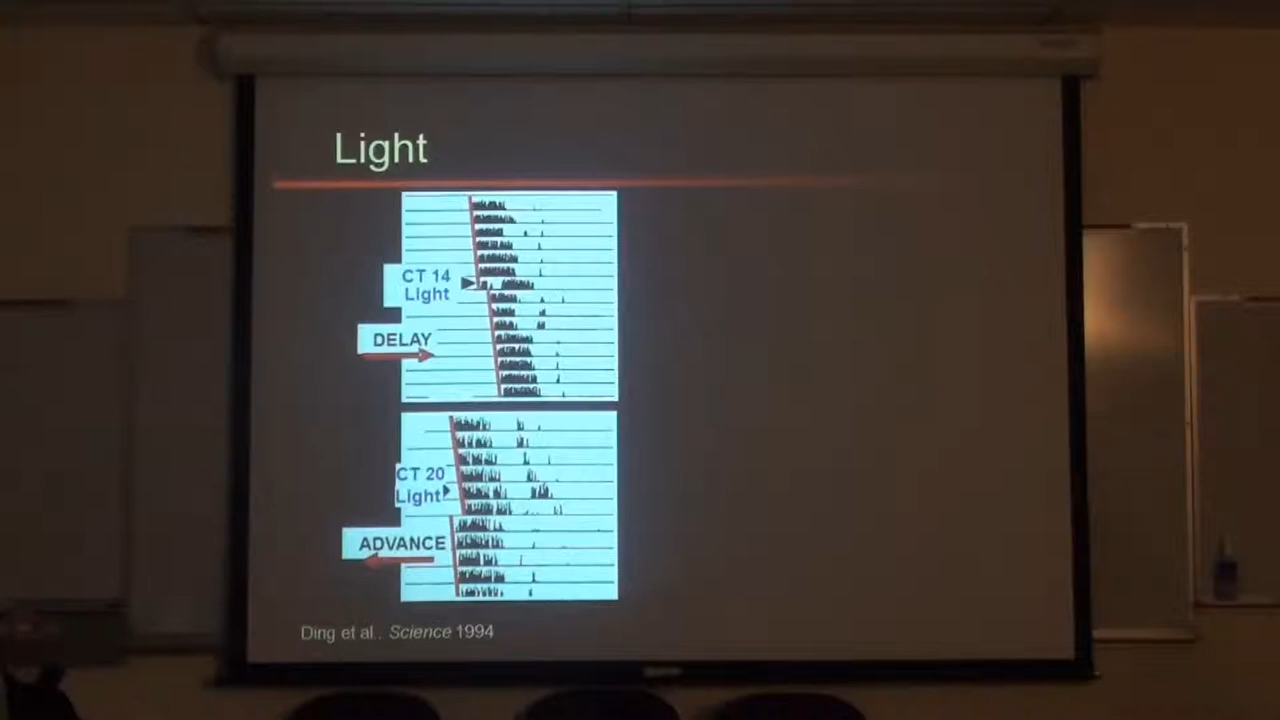 Light
CT 14
Light
DELAY
CT 20
Light
ADVANCE
Ding et al.. Science 1994